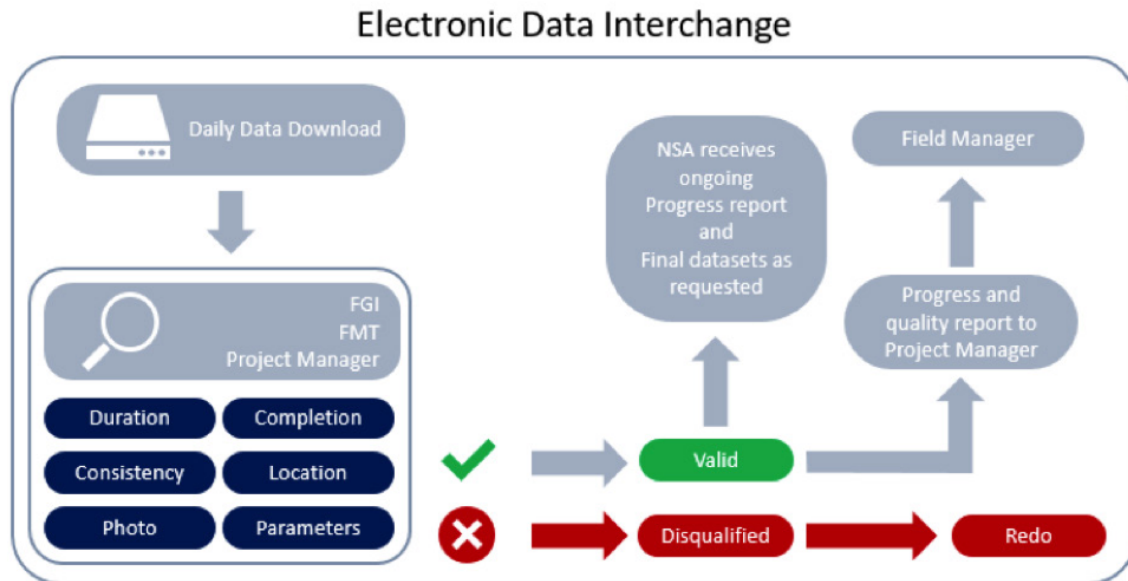 Electronic Data Interchange
Daily Data Download
FGI
FMT
Project Manager
Duration
Completion
Consistency
Location
Photo
Parameters
NSA receives
ongoing
Progress report
and
Final datasets as
requested
Field Manager
Progress and
quality report to
Project Manager
Valid
Disqualified
Redo